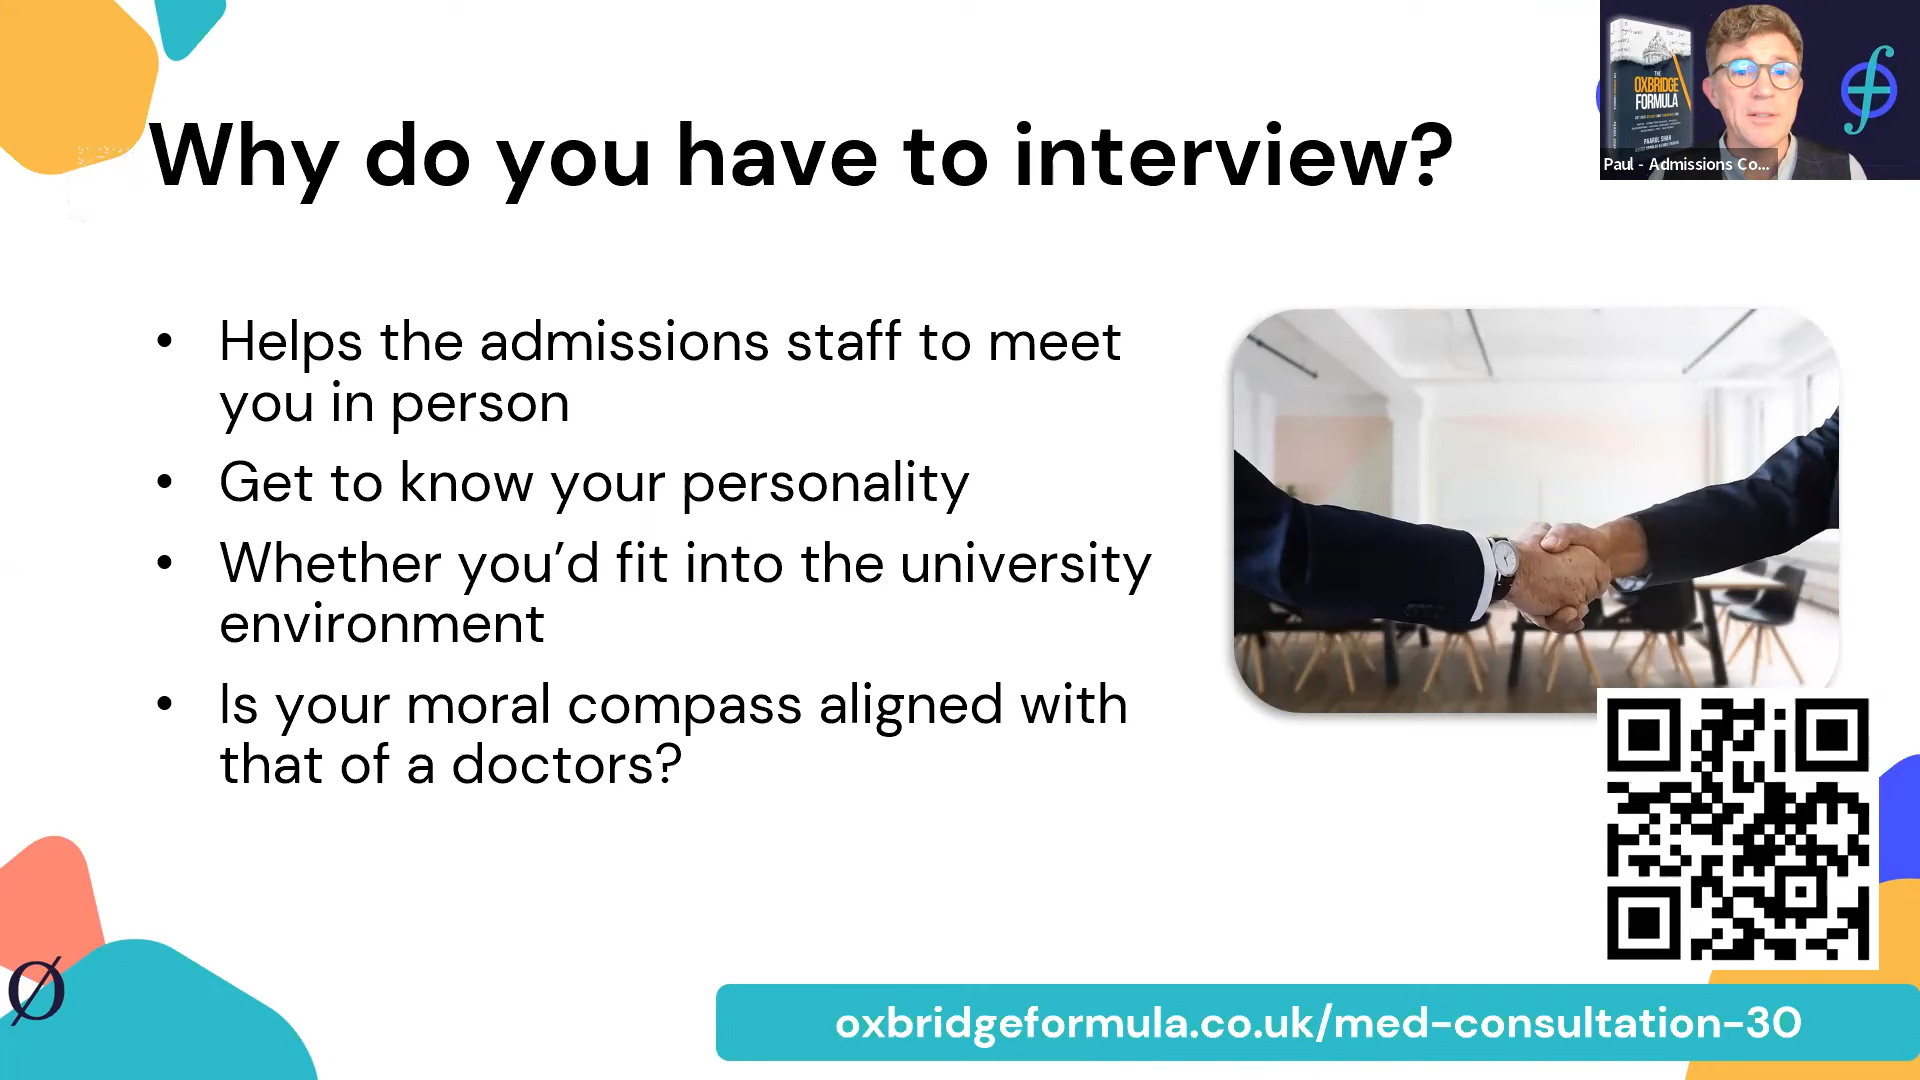 Why do you have to interview?
• Helps the admissions staff to meet
you in person
• Get to know your personality
• Whether you’d fit into the university
environment
• Is your moral compass aligned with
that of a doctors?
THE
OXBRIDGE
FORMULA
Paul - Admissions Co...
oxbridgeformula.co.uk/med-consultation-30